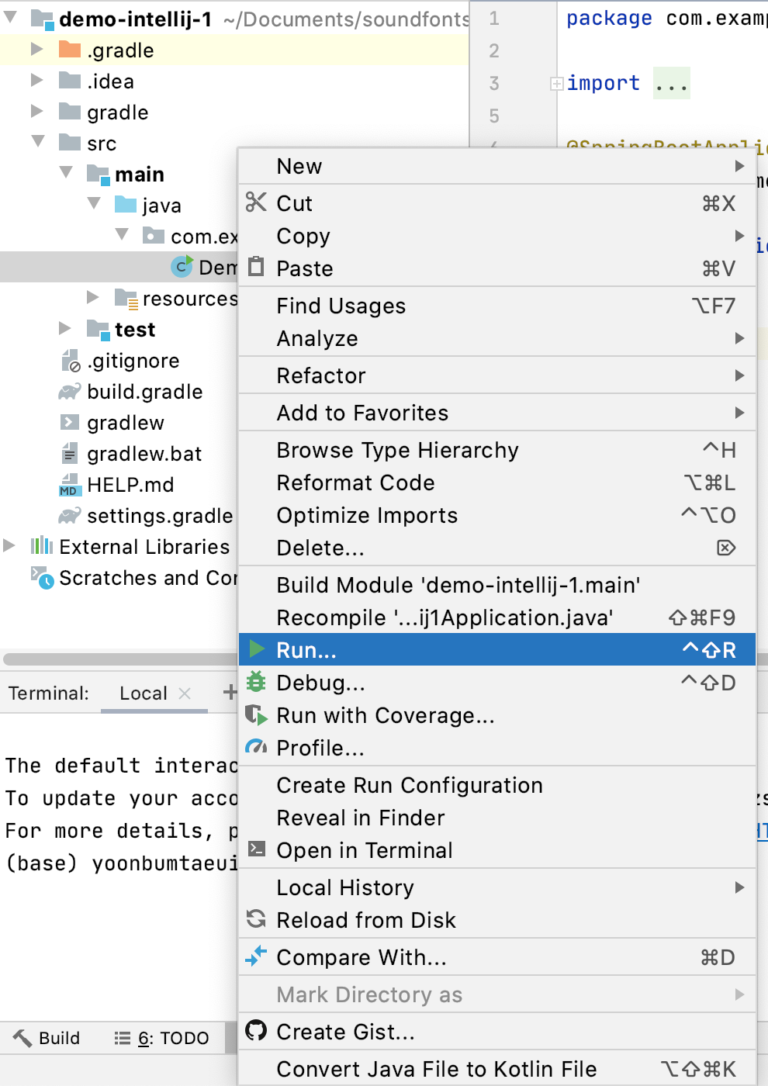 demo-intellij-1 ~/Documents/soundfonts
.gradle
.idea
gradle
src
main
java
com.ex
Dem
resources
test
.gitignore
build.gradle
gradlew
gradlew.bat
HELP.md
settings.gradle
External Libraries
Scratches and Con
1 package com.examp
2
3 import ...
5
New
Cut ⌘X
Copy
Paste ⌘V
Find Usages ⌥F7
Analyze
Refactor
Add to Favorites
Browse Type Hierarchy ^H
Reformat Code ⌥⌘L
Optimize Imports ^⌥O
Delete... ⌦
Build Module 'demo-intellij-1.main'
Recompile '...ij1Application.java' ⇧⌘F9
Run... ^⇧R
Debug... ^⇧D
Run with Coverage...
Profile...
Create Run Configuration
Reveal in Finder
Open in Terminal
Local History
Reload from Disk
Compare With... ⌘D
Mark Directory as
Create Gist...
Convert Java File to Kotlin File ⌥⇧⌘K
Terminal: Local × +
The default interac
To update your acco
For more details, p
(base) yoonbumtaeui
Build 6: TODO